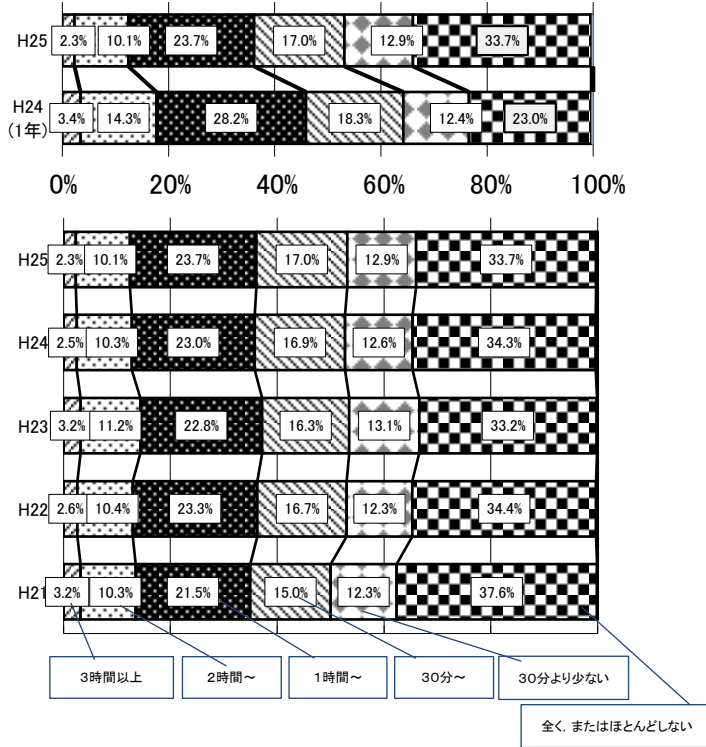 H25 2.3% 10.1% 23.7% 17.0% 12.9% 33.7%
H24
(1年)
3.4% 14.3% 28.2% 18.3% 12.4% 23.0%
0% 20% 40% 60% 80% 100%
H25 2.3% 10.1% 23.7% 17.0% 12.9% 33.7%
H24 2.5% 10.3% 23.0% 16.9% 12.6% 34.3%
H23 3.2% 11.2% 22.8% 16.3% 13.1% 33.2%
H22 2.6% 10.4% 23.3% 16.7% 12.3% 34.4%
H21 3.2% 10.3% 21.5% 15.0% 12.3% 37.6%
3時間以上 2時間～ 1時間～ 30分～ 30分より少ない
全く，またはほとんどしない